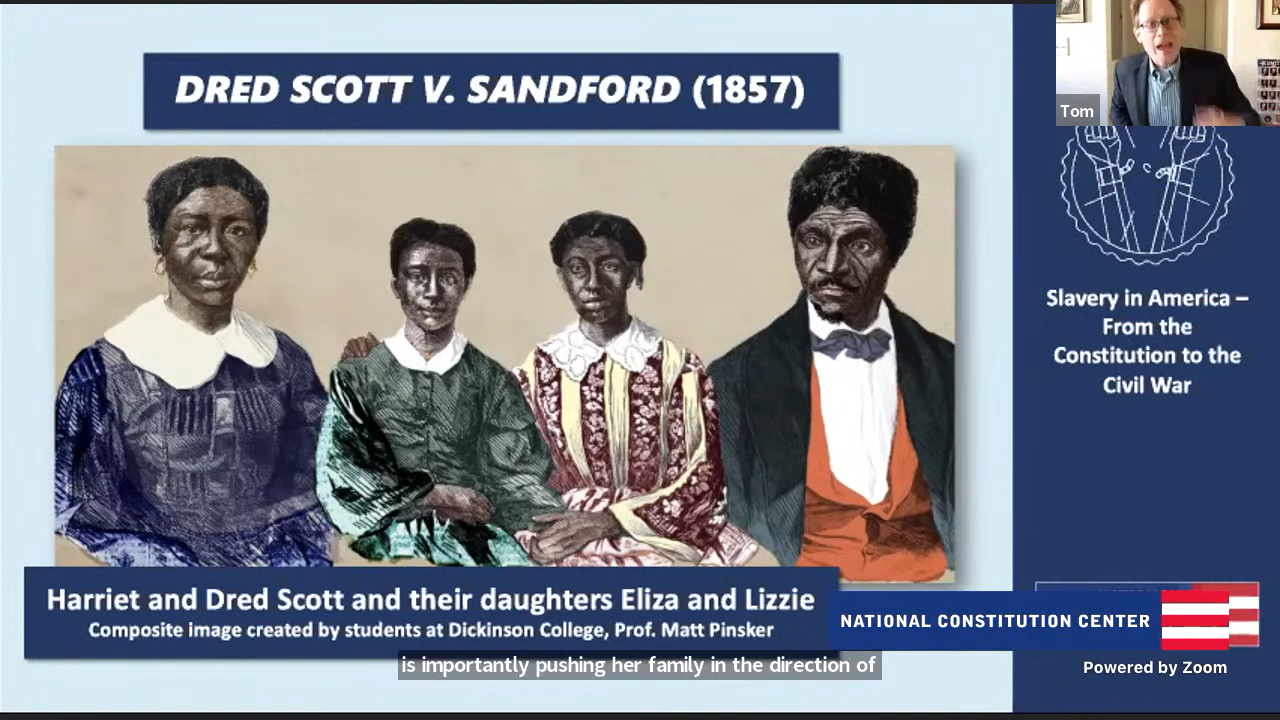 DRED SCOTT V. SANDFORD (1857)
Tom
Slavery in America –
From the
Constitution to the
Civil War
Harriet and Dred Scott and their daughters Eliza and Lizzie
Composite image created by students at Dickinson College, Prof. Matt Pinsker
NATIONAL CONSTITUTION CENTER
is importantly pushing her family in the direction of
Powered by Zoom